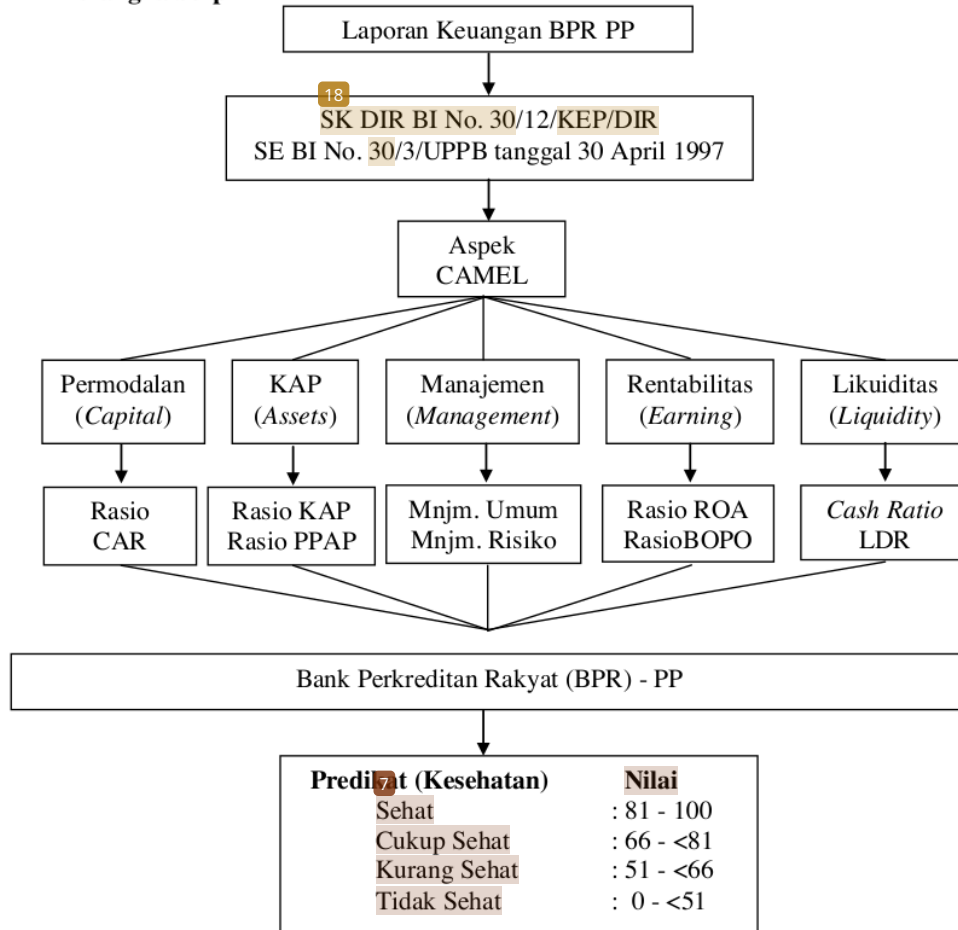 Laporan Keuangan BPR PP
18
SK DIR BI No. 30/12/KEP/DIR
SE BI No. 30/3/UPPB tanggal 30 April 1997
Aspek
CAMEL
Permodalan
(Capital)
KAP
(Assets)
Manajemen
(Management)
Rentabilitas
(Earning)
Likuiditas
(Liquidity)
Rasio
CAR
Rasio KAP
Rasio PPAP
Mnjm. Umum
Mnjm. Risiko
Rasio ROA
RasioBOPO
Cash Ratio
LDR
Bank Perkreditan Rakyat (BPR) - PP
Predikat (Kesehatan) Nilai
7
Sehat : 81 - 100
Cukup Sehat : 66 - <81
Kurang Sehat : 51 - <66
Tidak Sehat : 0 - <51